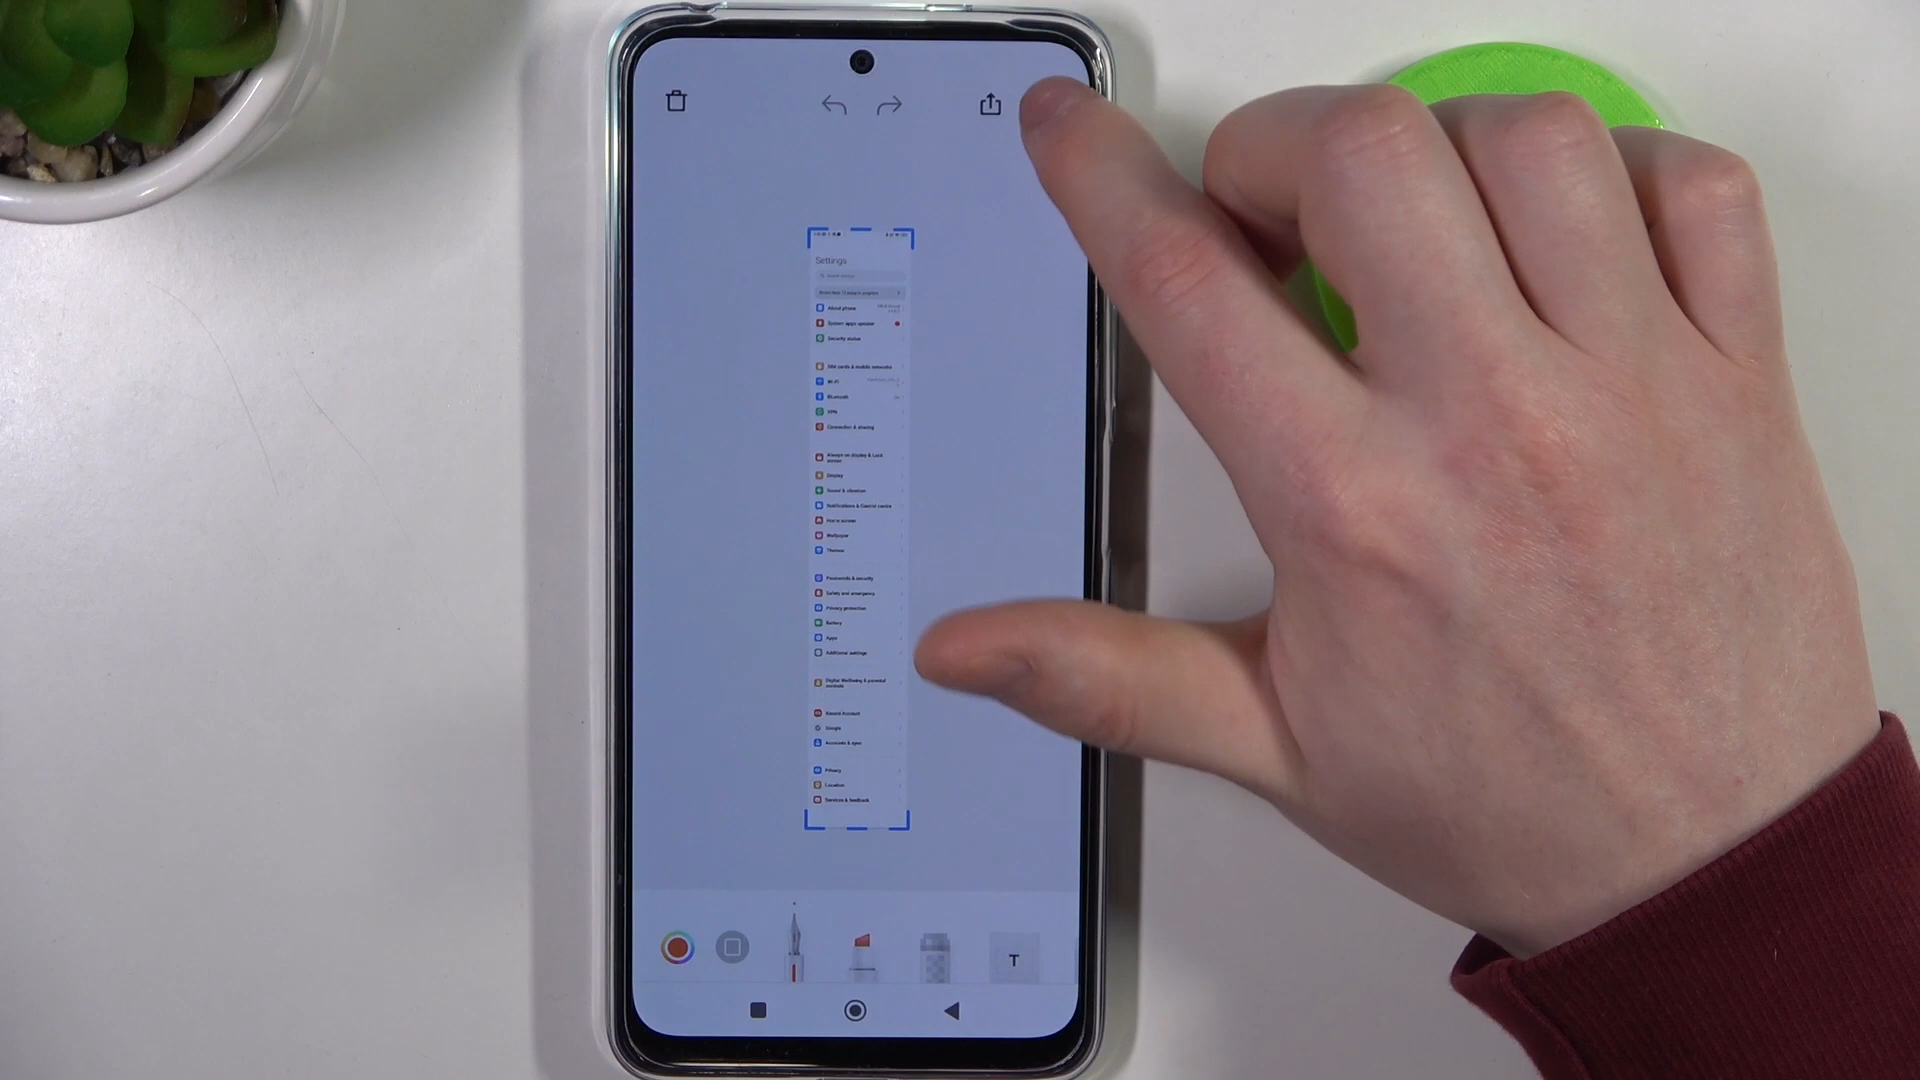 Settings
About phone
System apps updater
Security status
SIM cards & mobile networks
Wi-Fi
Bluetooth
VPN
Connection & sharing
Always-on display & Lock
screen
Display
Sound & vibration
Notifications & Control centre
Home screen
Wallpaper
Themes
Passwords & security
Safety and emergency
Privacy protection
Battery
Apps
Additional settings
Digital Wellbeing & parental
controls
Xiaomi Account
Google
Accounts & sync
Privacy
Location
Services & feedback
T